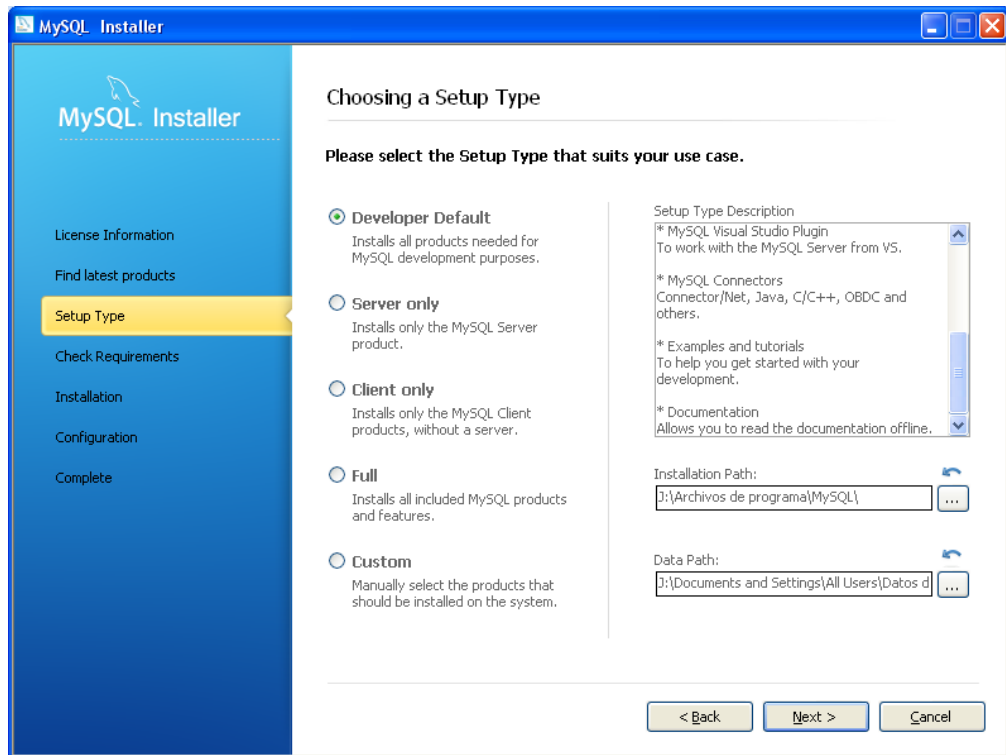 MySQL Installer
MySQL. Installer
License Information
Find latest products
Setup Type
Check Requirements
Installation
Configuration
Complete
Choosing a Setup Type
Please select the Setup Type that suits your use case.
Developer Default
Installs all products needed for
MySQL development purposes.
Server only
Installs only the MySQL Server
product.
Client only
Installs only the MySQL Client
products, without a server.
Full
Installs all included MySQL products
and features.
Custom
Manually select the products that
should be installed on the system.
Setup Type Description
* MySQL Visual Studio Plugin
To work with the MySQL Server from VS.
* MySQL Connectors
Connector/Net, Java, C/C++, OBDC and
others.
* Examples and tutorials
To help you get started with your
development.
* Documentation
Allows you to read the documentation offline.
Installation Path:
J:\Archivos de programa\MySQL\
...
Data Path:
J:\Documents and Settings\All Users\Datos d
...
< Back
Next >
Cancel